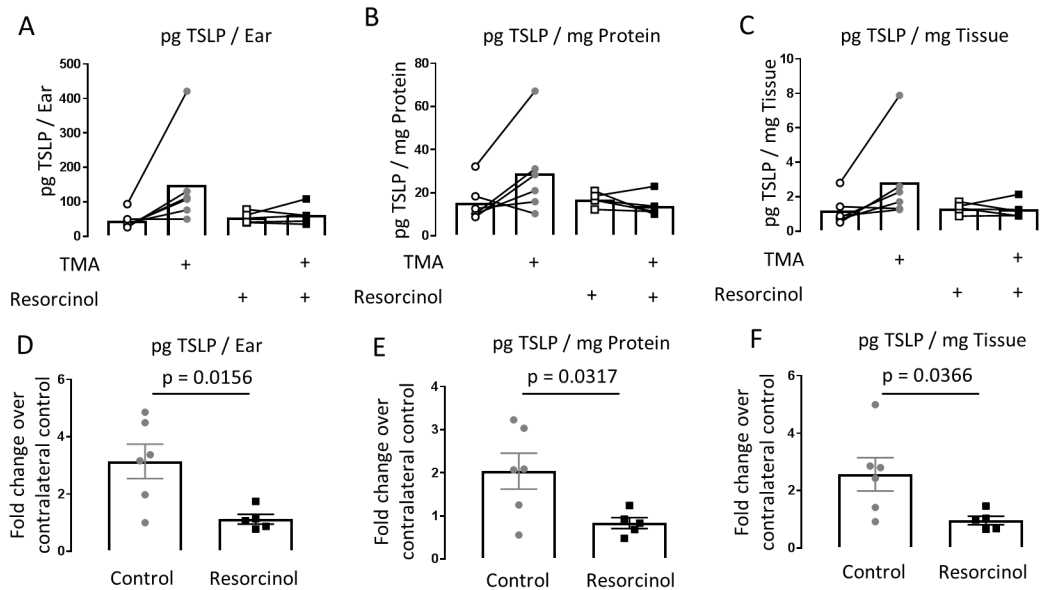 A
pg TSLP / Ear
pg TSLP / Ear
500
400
300
200
100
0
TMA + +
Resorcinol + +
B
pg TSLP / mg Protein
pg TSLP / mg Protein
80
60
40
20
0
TMA + +
Resorcinol + +
C
pg TSLP / mg Tissue
pg TSLP / mg Tissue
10
8
6
4
2
0
TMA + +
Resorcinol + +
D
pg TSLP / Ear
p = 0.0156
Fold change over
contralateral control
6
4
2
0
Control Resorcinol
E
pg TSLP / mg Protein
p = 0.0317
Fold change over
contralateral control
4
3
2
1
0
Control Resorcinol
F
pg TSLP / mg Tissue
p = 0.0366
Fold change over
contralateral control
6
4
2
0
Control Resorcinol